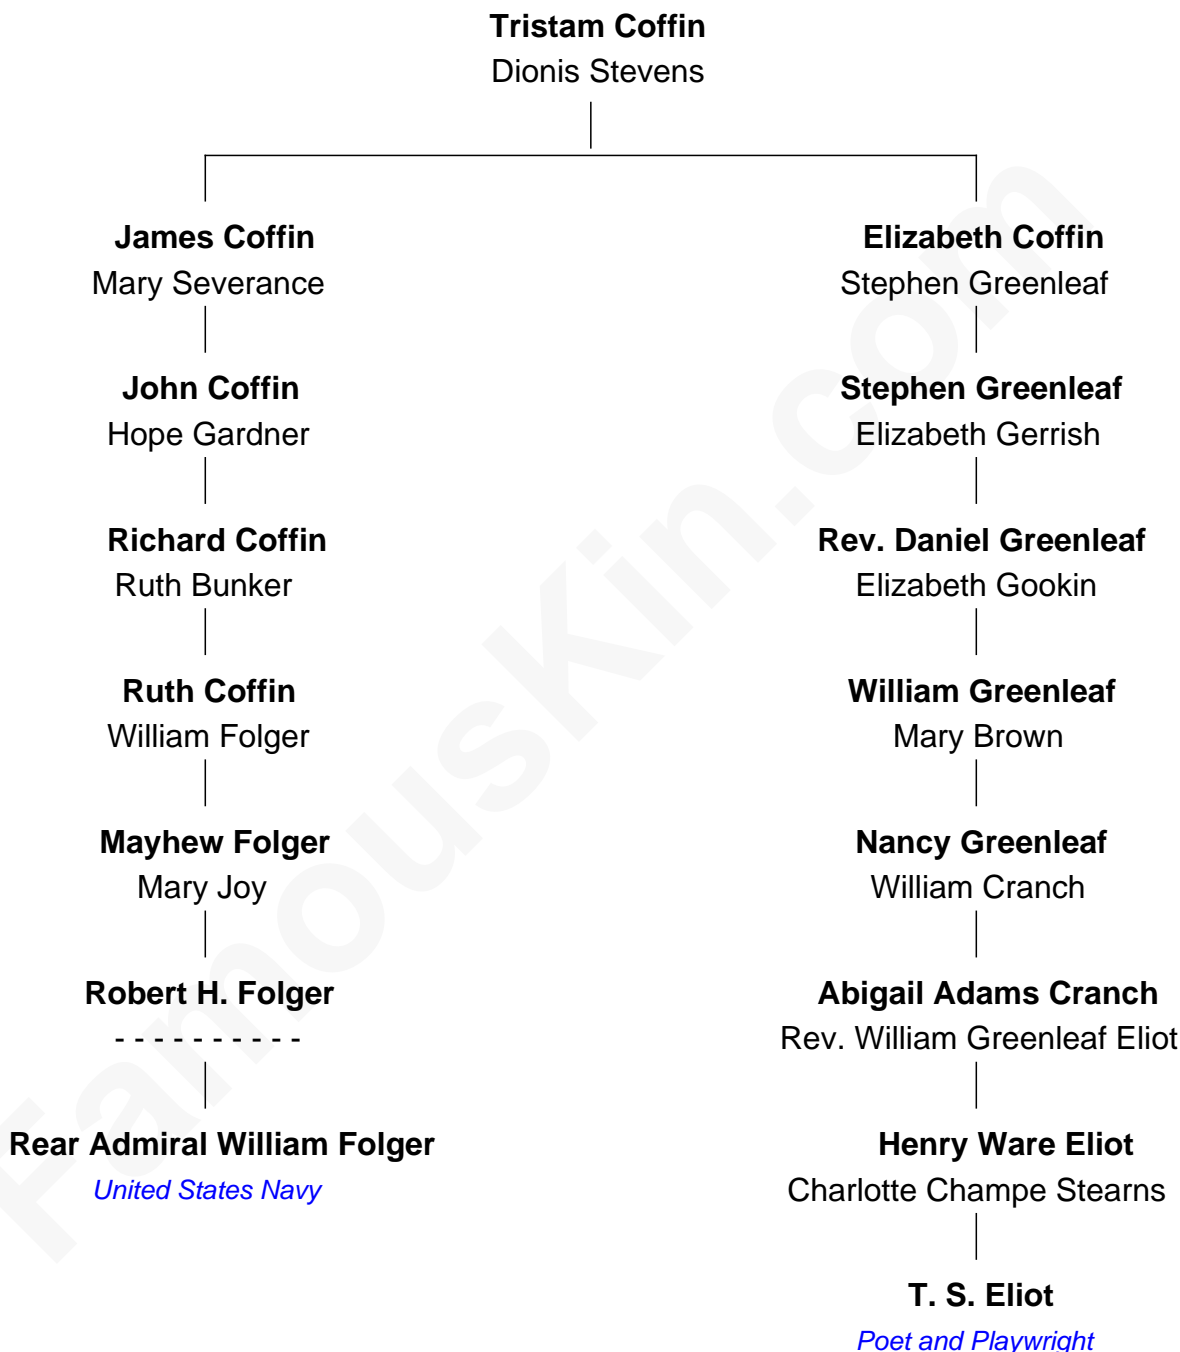 Tristam Coffin
Dionis Stevens
James Coffin
Mary Severance
John Coffin
Hope Gardner
Richard Coffin
Ruth Bunker
Ruth Coffin
William Folger
Mayhew Folger
Mary Joy
Robert H. Folger
- - - - - - - - - -
Rear Admiral William Folger
United States Navy
Elizabeth Coffin
Stephen Greenleaf
Stephen Greenleaf
Elizabeth Gerrish
Rev. Daniel Greenleaf
Elizabeth Gookin
William Greenleaf
Mary Brown
Nancy Greenleaf
William Cranch
Abigail Adams Cranch
Rev. William Greenleaf Eliot
Henry Ware Eliot
Charlotte Champe Stearns
T. S. Eliot
Poet and Playwright
FamousKin.com